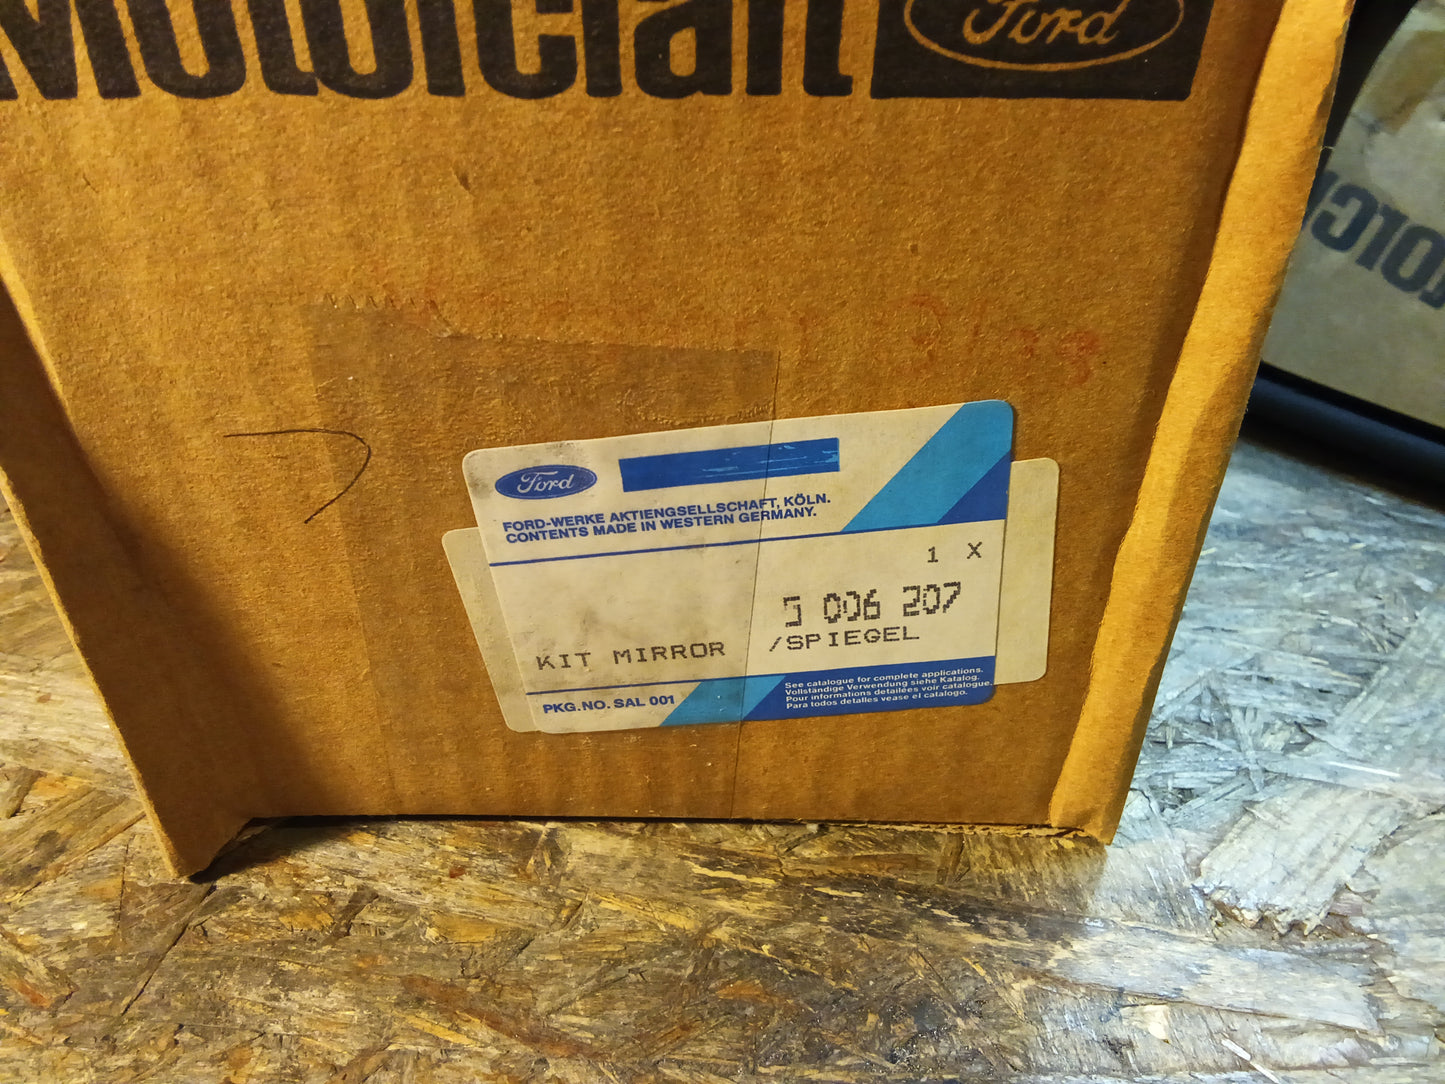 Motorcraft
Ford
Ford
FORD-WERKE AKTIENGSELLSCHAFT, KÖLN.
CONTENTS MADE IN WESTERN GERMANY.
1 X
5 006 207
KIT MIRROR /SPIEGEL
PKG.NO. SAL 001
See catalogue for complete applications.
Vollständige Verwendung siehe Katalog.
Pour informations détailées voir catalogue.
Para todos detalles vease el catalogo.